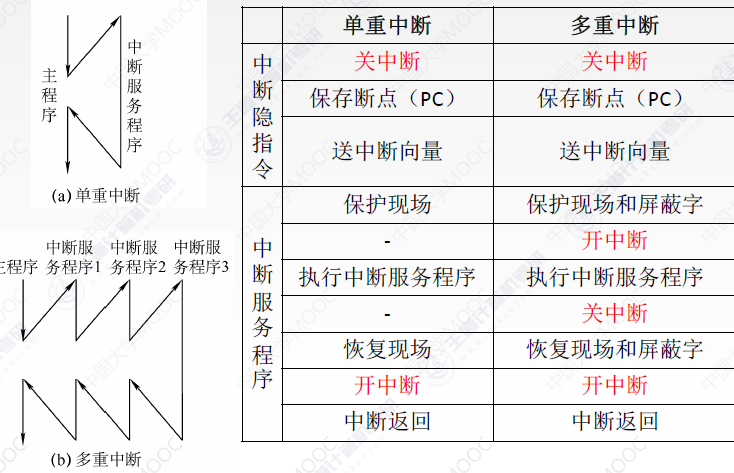 主程序
中断服务程序
(a) 单重中断
主程序
中断服
务程序1
中断服
务程序2
中断服
务程序3
(b) 多重中断
单重中断 多重中断
中断隐指令
关中断 关中断
保存断点（PC） 保存断点（PC）
送中断向量 送中断向量
中断服务程序
保护现场 保护现场和屏蔽字
- 开中断
执行中断服务程序 执行中断服务程序
- 关中断
恢复现场 恢复现场和屏蔽字
开中断 开中断
中断返回 中断返回